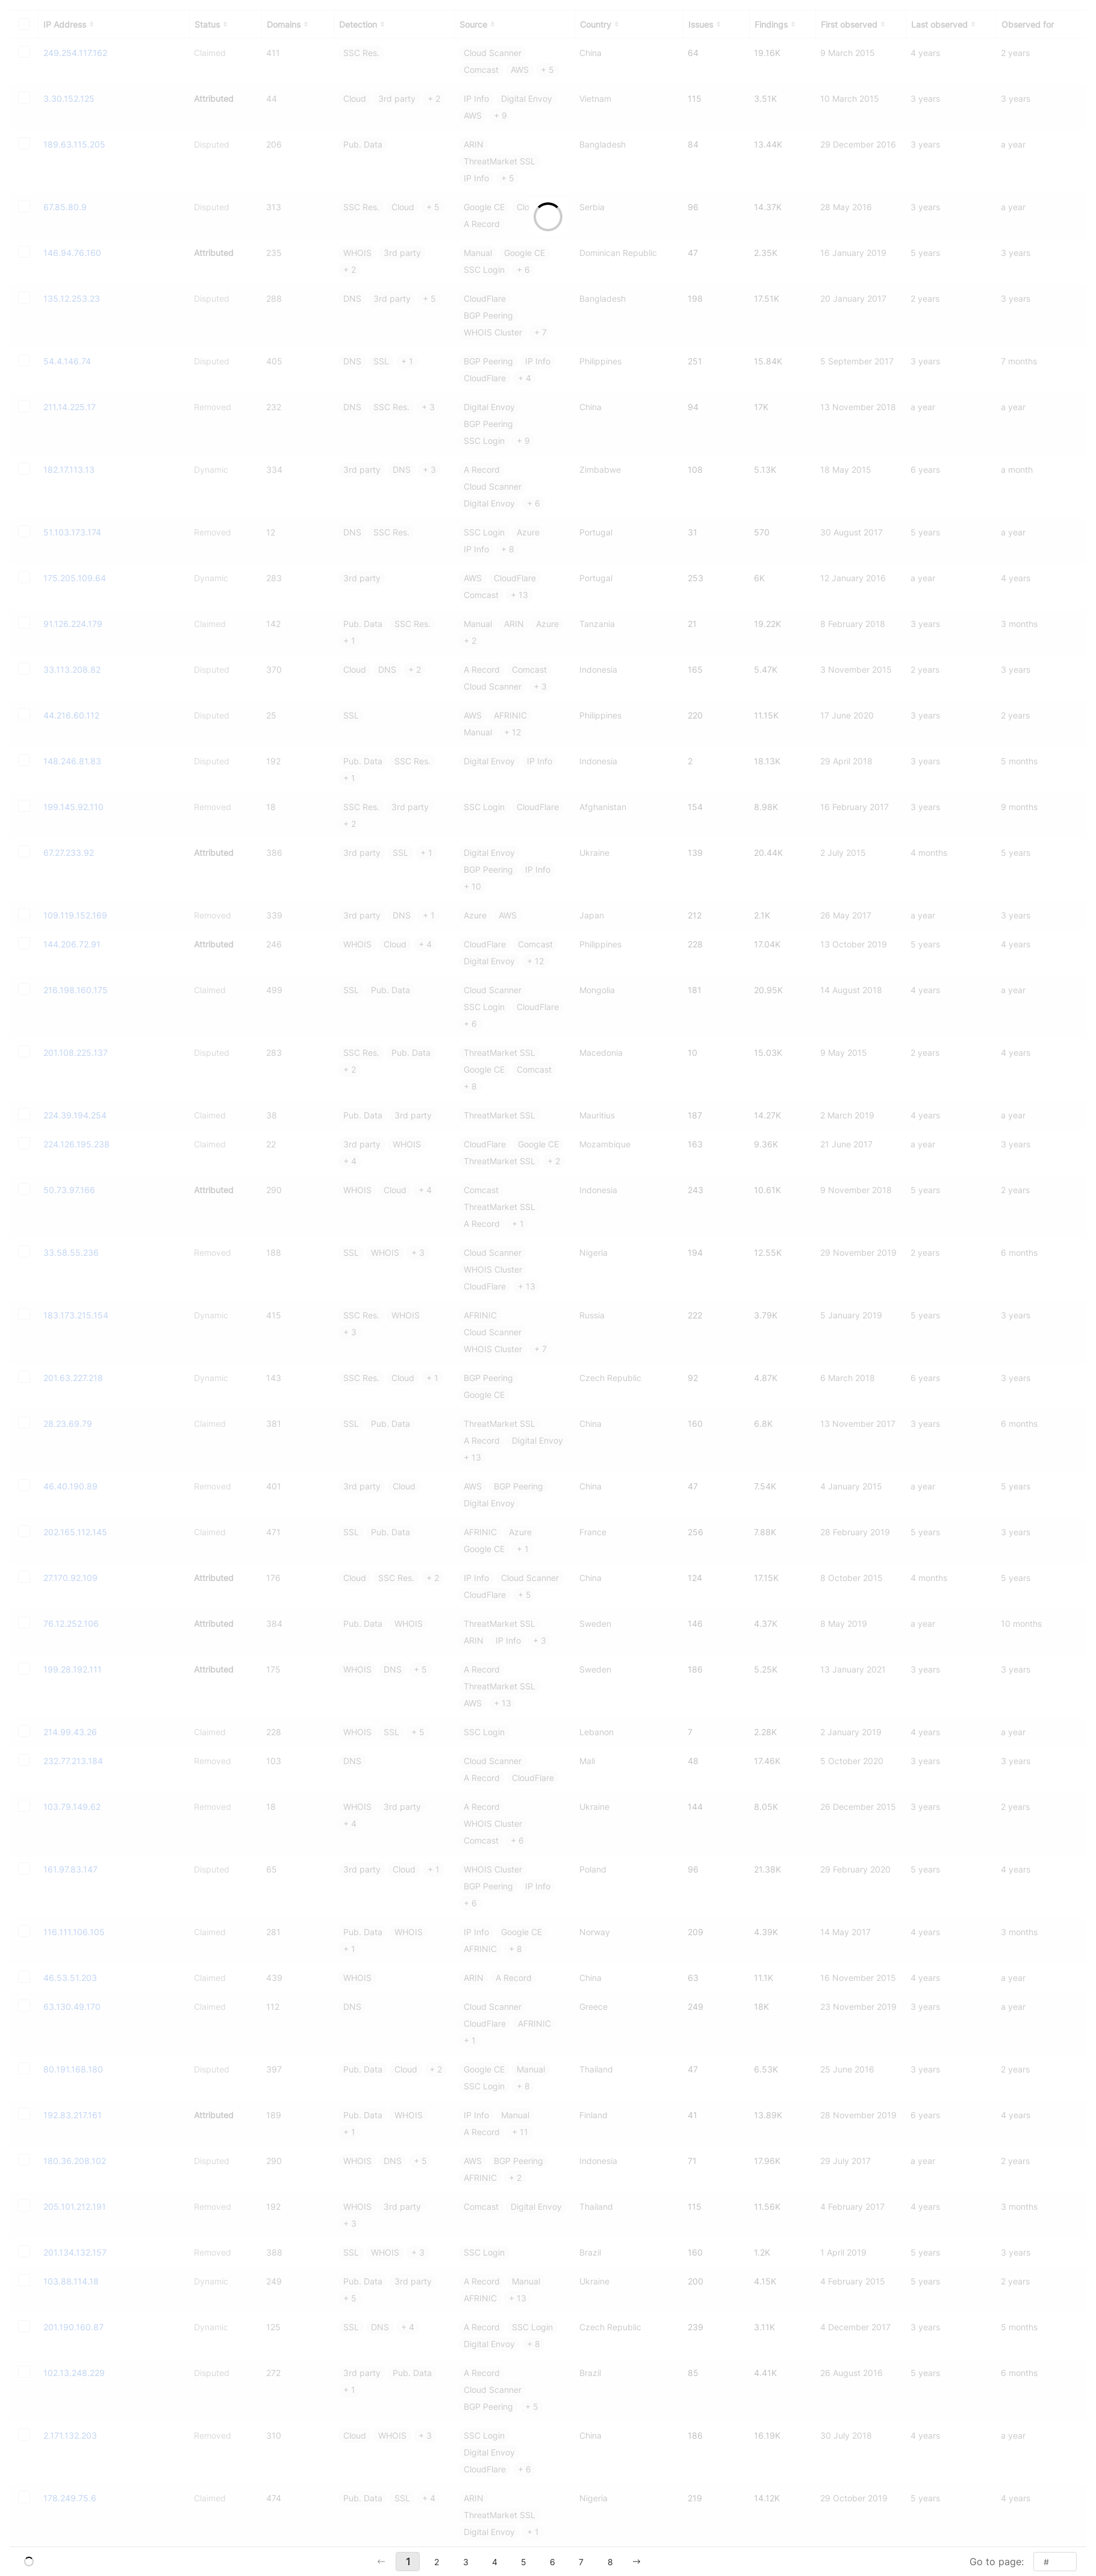 IP Address Status Domains Detection Source Country Issues Findings First observed Last observed Observed for
249.254.117.162 Claimed 411 SSC Res. Cloud Scanner China 64 19.16K 9 March 2015 4 years 2 years
Comcast AWS + 5
3.30.152.125 Attributed 44 Cloud 3rd party + 2 IP Info Digital Envoy Vietnam 115 3.51K 10 March 2015 3 years 3 years
AWS + 9
189.63.115.205 Disputed 206 Pub. Data ARIN Bangladesh 84 13.44K 29 December 2016 3 years a year
ThreatMarket SSL
IP Info + 5
67.85.80.9 Disputed 313 SSC Res. Cloud + 5 Google CE Clo Serbia 96 14.37K 28 May 2016 3 years a year
A Record
146.94.76.160 Attributed 235 WHOIS 3rd party Manual Google CE Dominican Republic 47 2.35K 16 January 2019 5 years 3 years
+ 2 SSC Login + 6
135.12.253.23 Disputed 288 DNS 3rd party + 5 CloudFlare Bangladesh 198 17.51K 20 January 2017 2 years 3 years
BGP Peering
WHOIS Cluster + 7
54.4.146.74 Disputed 405 DNS SSL + 1 BGP Peering IP Info Philippines 251 15.84K 5 September 2017 3 years 7 months
CloudFlare + 4
211.14.225.17 Removed 232 DNS SSC Res. + 3 Digital Envoy China 94 17K 13 November 2018 a year a year
BGP Peering
SSC Login + 9
182.17.113.13 Dynamic 334 3rd party DNS + 3 A Record Zimbabwe 108 5.13K 18 May 2015 6 years a month
Cloud Scanner
Digital Envoy + 6
51.103.173.174 Removed 12 DNS SSC Res. SSC Login Azure Portugal 31 570 30 August 2017 5 years a year
IP Info + 8
175.205.109.64 Dynamic 283 3rd party AWS CloudFlare Portugal 253 6K 12 January 2016 a year 4 years
Comcast + 13
91.126.224.179 Claimed 142 Pub. Data SSC Res. Manual ARIN Azure Tanzania 21 19.22K 8 February 2018 3 years 3 months
+ 1 + 2
33.113.208.82 Disputed 370 Cloud DNS + 2 A Record Comcast Indonesia 165 5.47K 3 November 2015 2 years 3 years
Cloud Scanner + 3
44.216.60.112 Disputed 25 SSL AWS AFRINIC Philippines 220 11.15K 17 June 2020 3 years 2 years
Manual + 12
148.246.81.83 Disputed 192 Pub. Data SSC Res. Digital Envoy IP Info Indonesia 2 18.13K 29 April 2018 3 years 5 months
+ 1
199.145.92.110 Removed 18 SSC Res. 3rd party SSC Login CloudFlare Afghanistan 154 8.98K 16 February 2017 3 years 9 months
+ 2
67.27.233.92 Attributed 386 3rd party SSL + 1 Digital Envoy Ukraine 139 20.44K 2 July 2015 4 months 5 years
BGP Peering IP Info
+ 10
109.119.152.169 Removed 339 3rd party DNS + 1 Azure AWS Japan 212 2.1K 26 May 2017 a year 3 years
144.206.72.91 Attributed 246 WHOIS Cloud + 4 CloudFlare Comcast Philippines 228 17.04K 13 October 2019 5 years 4 years
Digital Envoy + 12
216.198.160.175 Claimed 499 SSL Pub. Data Cloud Scanner Mongolia 181 20.95K 14 August 2018 4 years a year
SSC Login CloudFlare
+ 6
201.108.225.137 Disputed 283 SSC Res. Pub. Data ThreatMarket SSL Macedonia 10 15.03K 9 May 2015 2 years 4 years
+ 2 Google CE Comcast
+ 8
224.39.194.254 Claimed 38 Pub. Data 3rd party ThreatMarket SSL Mauritius 187 14.27K 2 March 2019 4 years a year
224.126.195.238 Claimed 22 3rd party WHOIS CloudFlare Google CE Mozambique 163 9.36K 21 June 2017 a year 3 years
+ 4 ThreatMarket SSL + 2
50.73.97.166 Attributed 290 WHOIS Cloud + 4 Comcast Indonesia 243 10.61K 9 November 2018 5 years 2 years
ThreatMarket SSL
A Record + 1
33.58.55.236 Removed 188 SSL WHOIS + 3 Cloud Scanner Nigeria 194 12.55K 29 November 2019 2 years 6 months
WHOIS Cluster
CloudFlare + 13
183.173.215.154 Dynamic 415 SSC Res. WHOIS AFRINIC Russia 222 3.79K 5 January 2019 5 years 3 years
+ 3 Cloud Scanner
WHOIS Cluster + 7
201.63.227.218 Dynamic 143 SSC Res. Cloud + 1 BGP Peering Czech Republic 92 4.87K 6 March 2018 6 years 3 years
Google CE
28.23.69.79 Claimed 381 SSL Pub. Data ThreatMarket SSL China 160 6.8K 13 November 2017 3 years 6 months
A Record Digital Envoy
+ 13
46.40.190.89 Removed 401 3rd party Cloud AWS BGP Peering China 47 7.54K 4 January 2015 a year 5 years
Digital Envoy
202.165.112.145 Claimed 471 SSL Pub. Data AFRINIC Azure France 256 7.88K 28 February 2019 5 years 3 years
Google CE + 1
27.170.92.109 Attributed 176 Cloud SSC Res. + 2 IP Info Cloud Scanner China 124 17.15K 8 October 2015 4 months 5 years
CloudFlare + 5
76.12.252.106 Attributed 384 Pub. Data WHOIS ThreatMarket SSL Sweden 146 4.37K 8 May 2019 a year 10 months
ARIN IP Info + 3
199.28.192.111 Attributed 175 WHOIS DNS + 5 A Record Sweden 186 5.25K 13 January 2021 3 years 3 years
ThreatMarket SSL
AWS + 13
214.99.43.26 Claimed 228 WHOIS SSL + 5 SSC Login Lebanon 7 2.28K 2 January 2019 4 years a year
232.77.213.184 Removed 103 DNS Cloud Scanner Mali 48 17.46K 5 October 2020 3 years 3 years
A Record CloudFlare
103.79.149.62 Removed 18 WHOIS 3rd party A Record Ukraine 144 8.05K 26 December 2015 3 years 2 years
+ 4 WHOIS Cluster
Comcast + 6
161.97.83.147 Disputed 65 3rd party Cloud + 1 WHOIS Cluster Poland 96 21.38K 29 February 2020 5 years 4 years
BGP Peering IP Info
+ 6
116.111.106.105 Claimed 281 Pub. Data WHOIS IP Info Google CE Norway 209 4.39K 14 May 2017 4 years 3 months
+ 1 AFRINIC + 8
46.53.51.203 Claimed 439 WHOIS ARIN A Record China 63 11.1K 16 November 2015 4 years a year
63.130.49.170 Claimed 112 DNS Cloud Scanner Greece 249 18K 23 November 2019 3 years a year
CloudFlare AFRINIC
+ 1
80.191.168.180 Disputed 397 Pub. Data Cloud + 2 Google CE Manual Thailand 47 6.53K 25 June 2016 3 years 2 years
SSC Login + 8
192.83.217.161 Attributed 189 Pub. Data WHOIS IP Info Manual Finland 41 13.89K 28 November 2019 6 years 4 years
+ 1 A Record + 11
180.36.208.102 Disputed 290 WHOIS DNS + 5 AWS BGP Peering Indonesia 71 17.96K 29 July 2017 a year 2 years
AFRINIC + 2
205.101.212.191 Removed 192 WHOIS 3rd party Comcast Digital Envoy Thailand 115 11.56K 4 February 2017 4 years 3 months
+ 3
201.134.132.157 Removed 388 SSL WHOIS + 3 SSC Login Brazil 160 1.2K 1 April 2019 5 years 3 years
103.88.114.18 Dynamic 249 Pub. Data 3rd party A Record Manual Ukraine 200 4.15K 4 February 2015 5 years 2 years
+ 5 AFRINIC + 13
201.190.160.87 Dynamic 125 SSL DNS + 4 A Record SSC Login Czech Republic 239 3.11K 4 December 2017 3 years 5 months
Digital Envoy + 8
102.13.248.229 Disputed 272 3rd party Pub. Data A Record Brazil 85 4.41K 26 August 2016 5 years 6 months
+ 1 Cloud Scanner
BGP Peering + 5
2.171.132.203 Removed 310 Cloud WHOIS + 3 SSC Login China 186 16.19K 30 July 2018 4 years a year
Digital Envoy
CloudFlare + 6
178.249.75.6 Claimed 474 Pub. Data SSL + 4 ARIN Nigeria 219 14.12K 29 October 2019 5 years 4 years
ThreatMarket SSL
Digital Envoy + 1
← 1 2 3 4 5 6 7 8 → Go to page: #